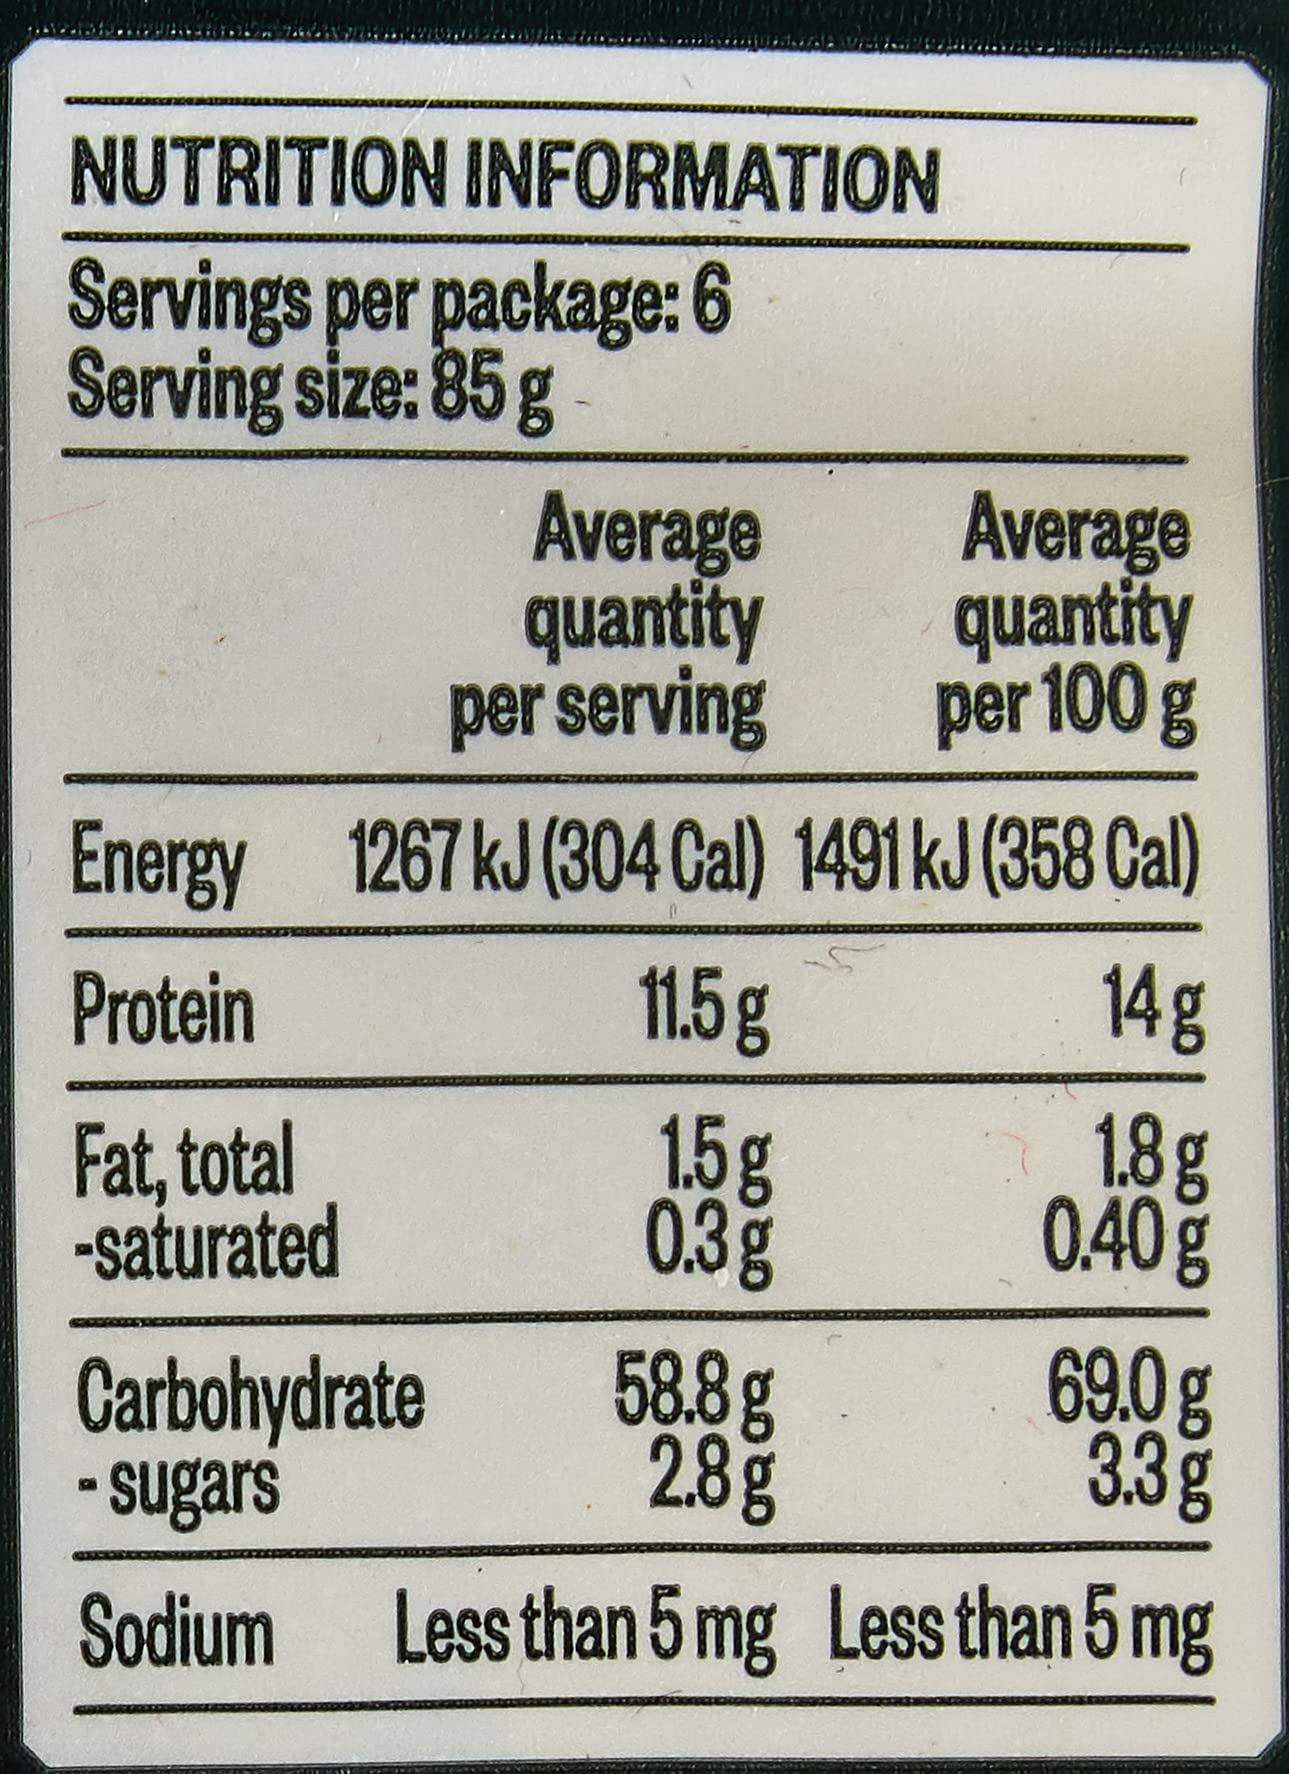 NUTRITION INFORMATION
Servings per package: 6
Serving size: 85 g
Average quantity per serving
Average quantity per 100 g
Energy 1267 kJ (304 Cal) 1491 kJ (358 Cal)
Protein 11.5 g 14 g
Fat, total 1.5 g 1.8 g
-saturated 0.3 g 0.40 g
Carbohydrate 58.8 g 69.0 g
- sugars 2.8 g 3.3 g
Sodium Less than 5 mg Less than 5 mg